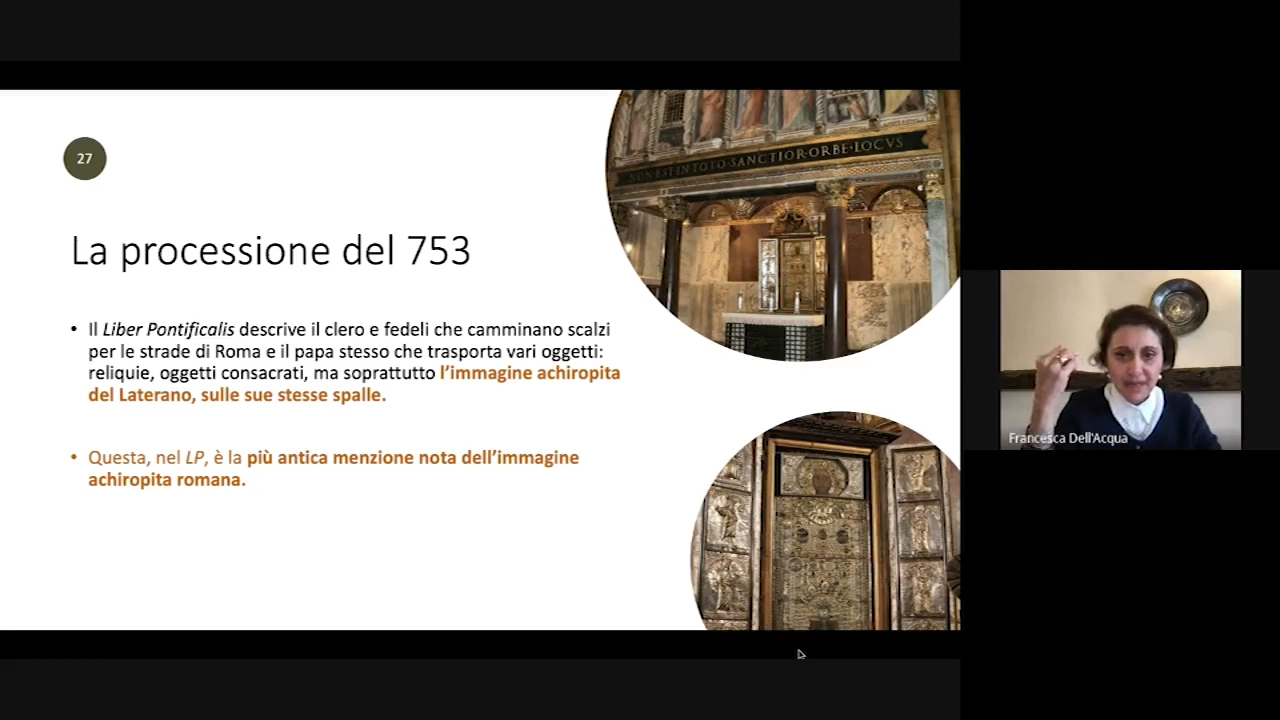 27
NON·EST·IN·TOTO·SANCTIOR·ORBE·LOCVS
La processione del 753
• Il Liber Pontificalis descrive il clero e fedeli che camminano scalzi
per le strade di Roma e il papa stesso che trasporta vari oggetti:
reliquie, oggetti consacrati, ma soprattutto l’immagine achiropita
del Laterano, sulle sue stesse spalle.
• Questa, nel LP, è la più antica menzione nota dell’immagine
achiropita romana.
Francesca Dell'Acqua